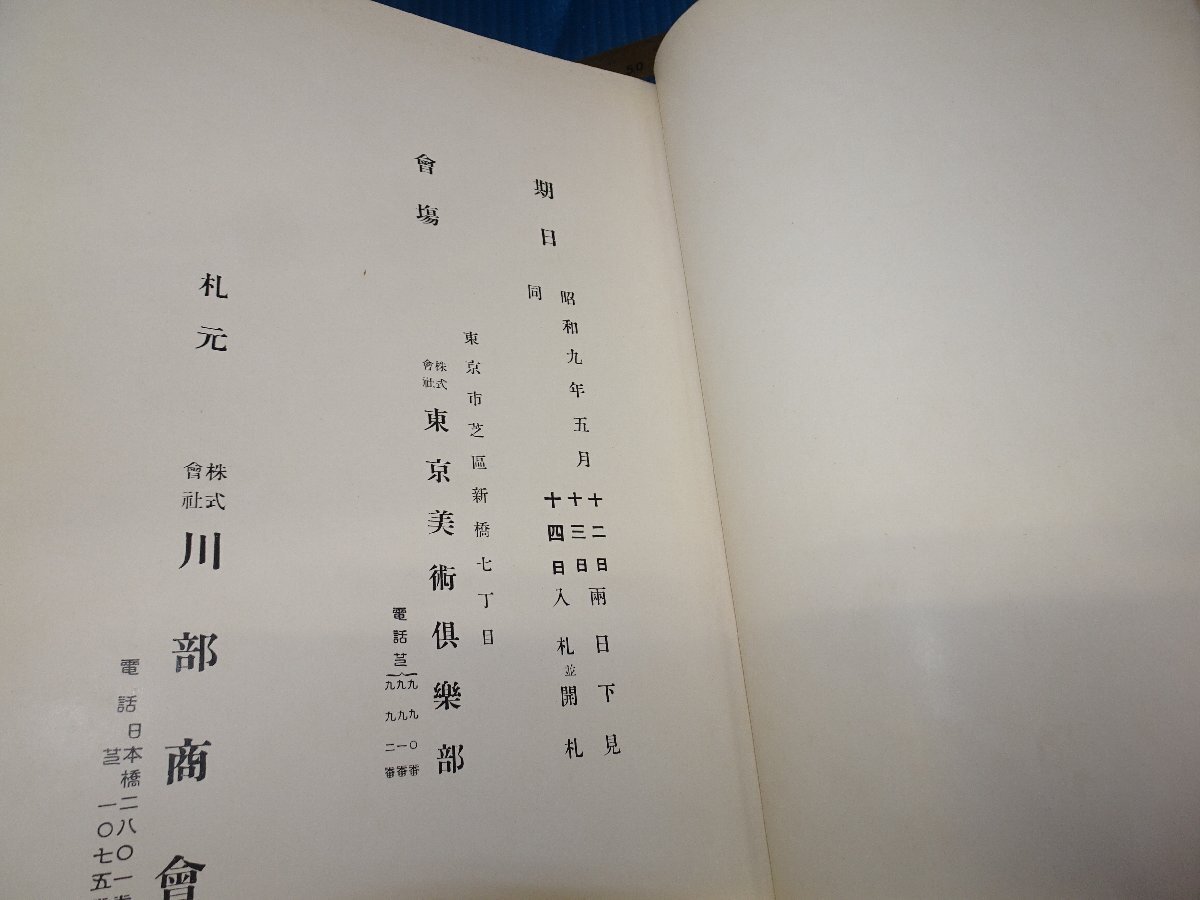 期日
昭和九年五月
十二日
十三日
兩日下見
同
十四日入札並開札
會場
東京市芝區新橋七丁目
株式會社
東京美術倶樂部
電話芝
九九〇番
九九一番
九九二番
札元
株式會社
川部商會
電話日本橋二八〇一番
芝一〇七五
50